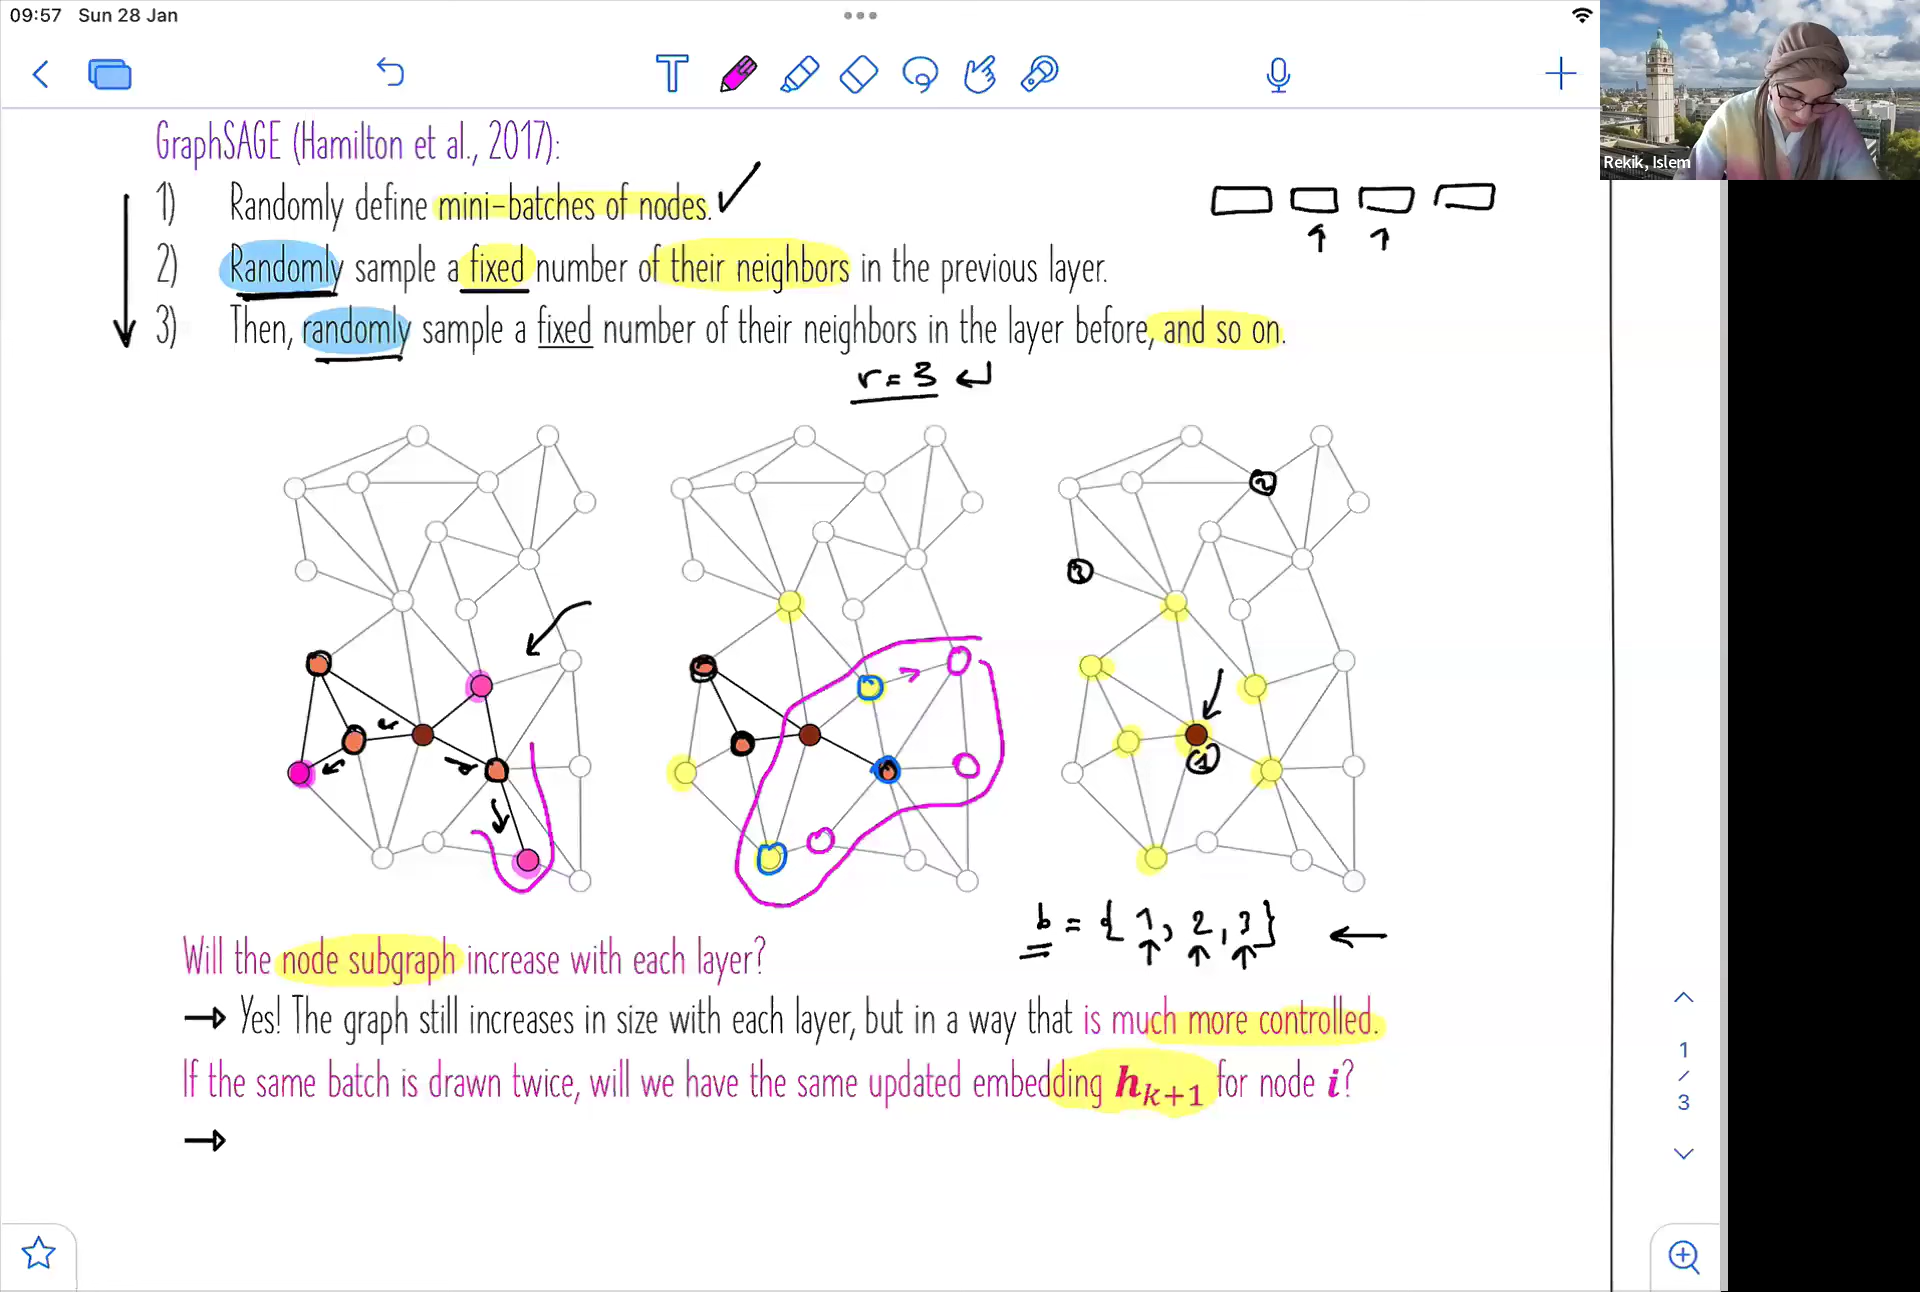 09:57 Sun 28 Jan
Rekik, Islem
GraphSAGE (Hamilton et al., 2017):
1) Randomly define mini-batches of nodes.
2) Randomly sample a fixed number of their neighbors in the previous layer.
3) Then, randomly sample a fixed number of their neighbors in the layer before, and so on.
r = 3
2
3
1
b = { 1, 2, 3 }
Will the node subgraph increase with each layer?
→ Yes! The graph still increases in size with each layer, but in a way that is much more controlled.
If the same batch is drawn twice, will we have the same updated embedding h_{k+1} for node i?
→
1
/
3